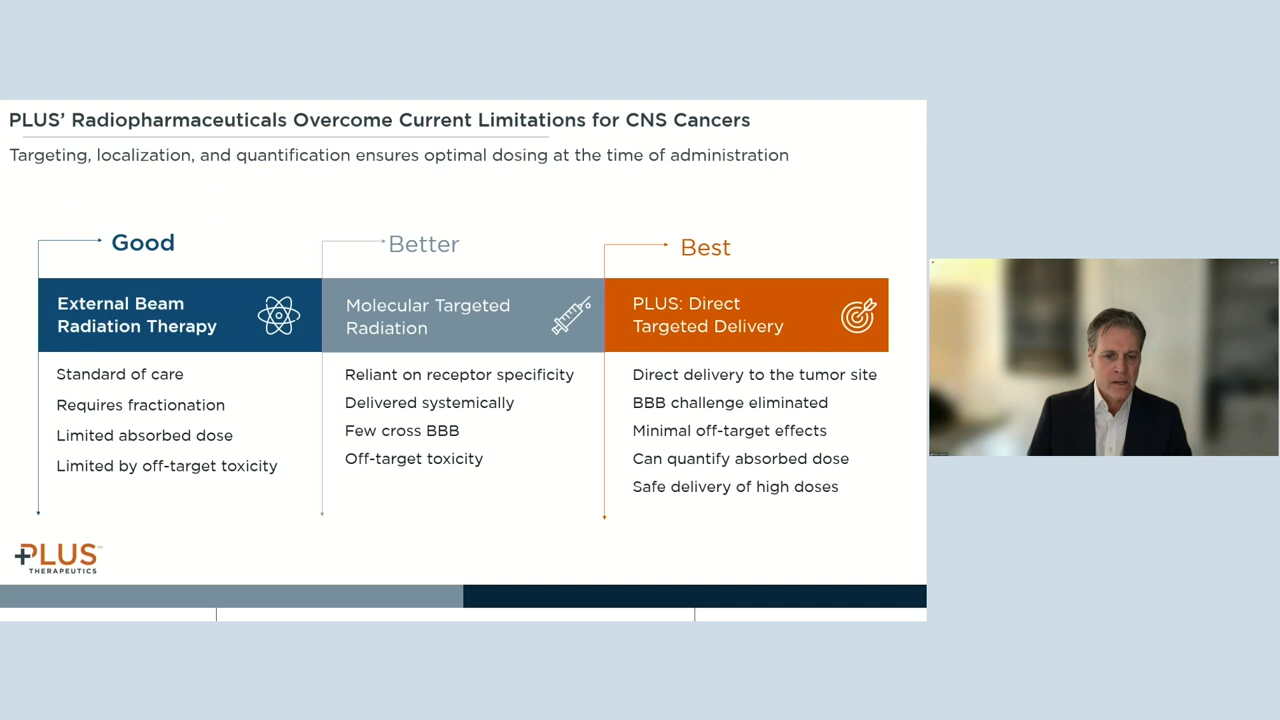 PLUS' Radiopharmaceuticals Overcome Current Limitations for CNS Cancers
Targeting, localization, and quantification ensures optimal dosing at the time of administration
Good
External Beam
Radiation Therapy
Standard of care
Requires fractionation
Limited absorbed dose
Limited by off-target toxicity
Better
Molecular Targeted
Radiation
Reliant on receptor specificity
Delivered systemically
Few cross BBB
Off-target toxicity
Best
PLUS: Direct
Targeted Delivery
Direct delivery to the tumor site
BBB challenge eliminated
Minimal off-target effects
Can quantify absorbed dose
Safe delivery of high doses
PLUS
THERAPEUTICS